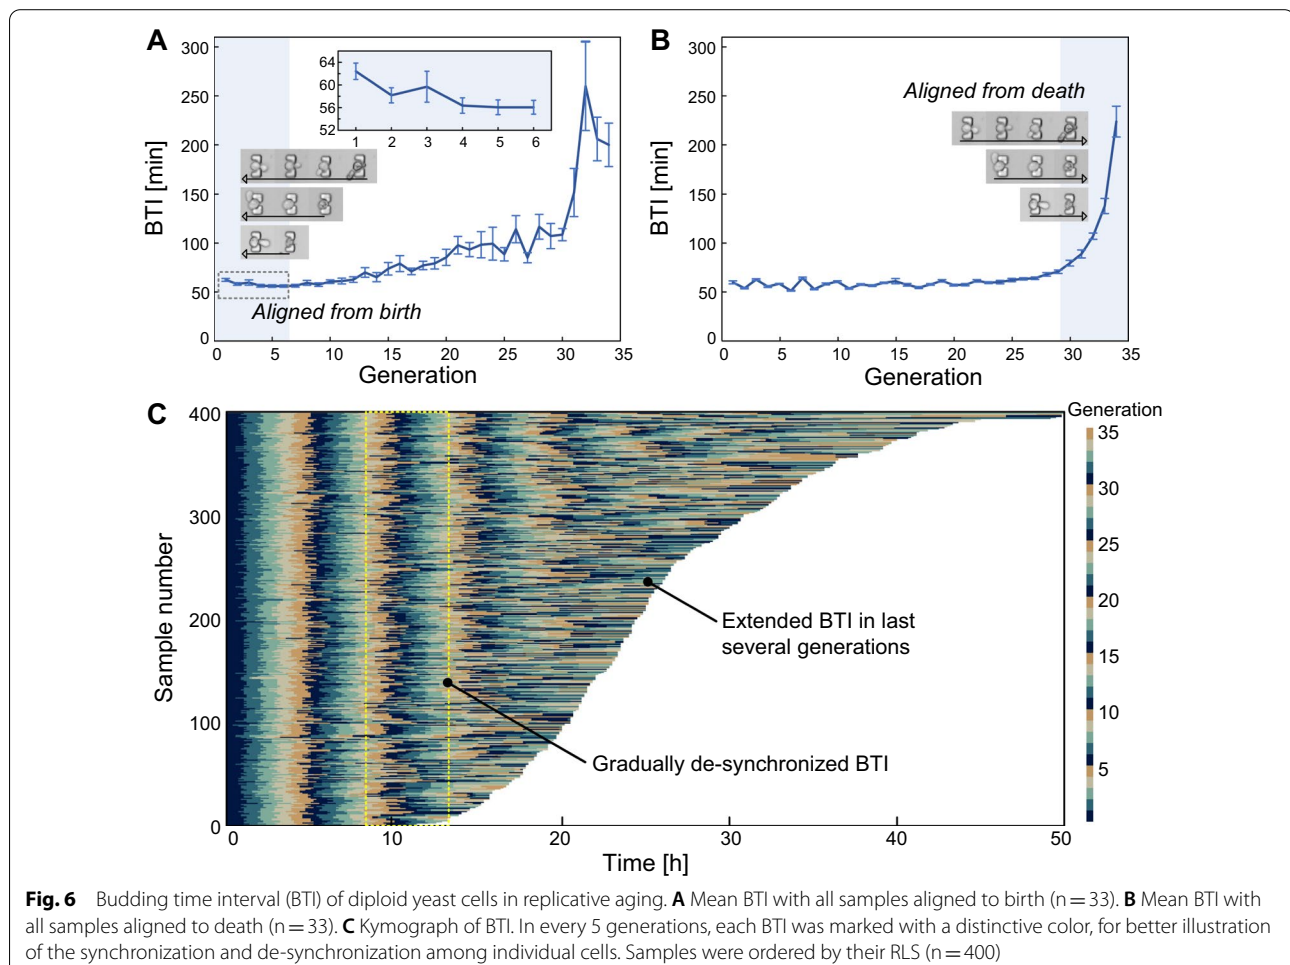 A
BTI [min]
300
250
200
150
100
50
0
64
60
56
52
1 2 3 4 5 6
Aligned from birth
0 5 10 15 20 25 30 35
Generation
B
BTI [min]
300
250
200
150
100
50
0
Aligned from death
0 5 10 15 20 25 30 35
Generation
C
Sample number
400
300
200
100
0
Extended BTI in last
several generations
Gradually de-synchronized BTI
0 10 20 30 40 50
Time [h]
Generation
35
30
25
20
15
10
5
Fig. 6 Budding time interval (BTI) of diploid yeast cells in replicative aging. A Mean BTI with all samples aligned to birth (n = 33). B Mean BTI with
all samples aligned to death (n = 33). C Kymograph of BTI. In every 5 generations, each BTI was marked with a distinctive color, for better illustration
of the synchronization and de-synchronization among individual cells. Samples were ordered by their RLS (n = 400)